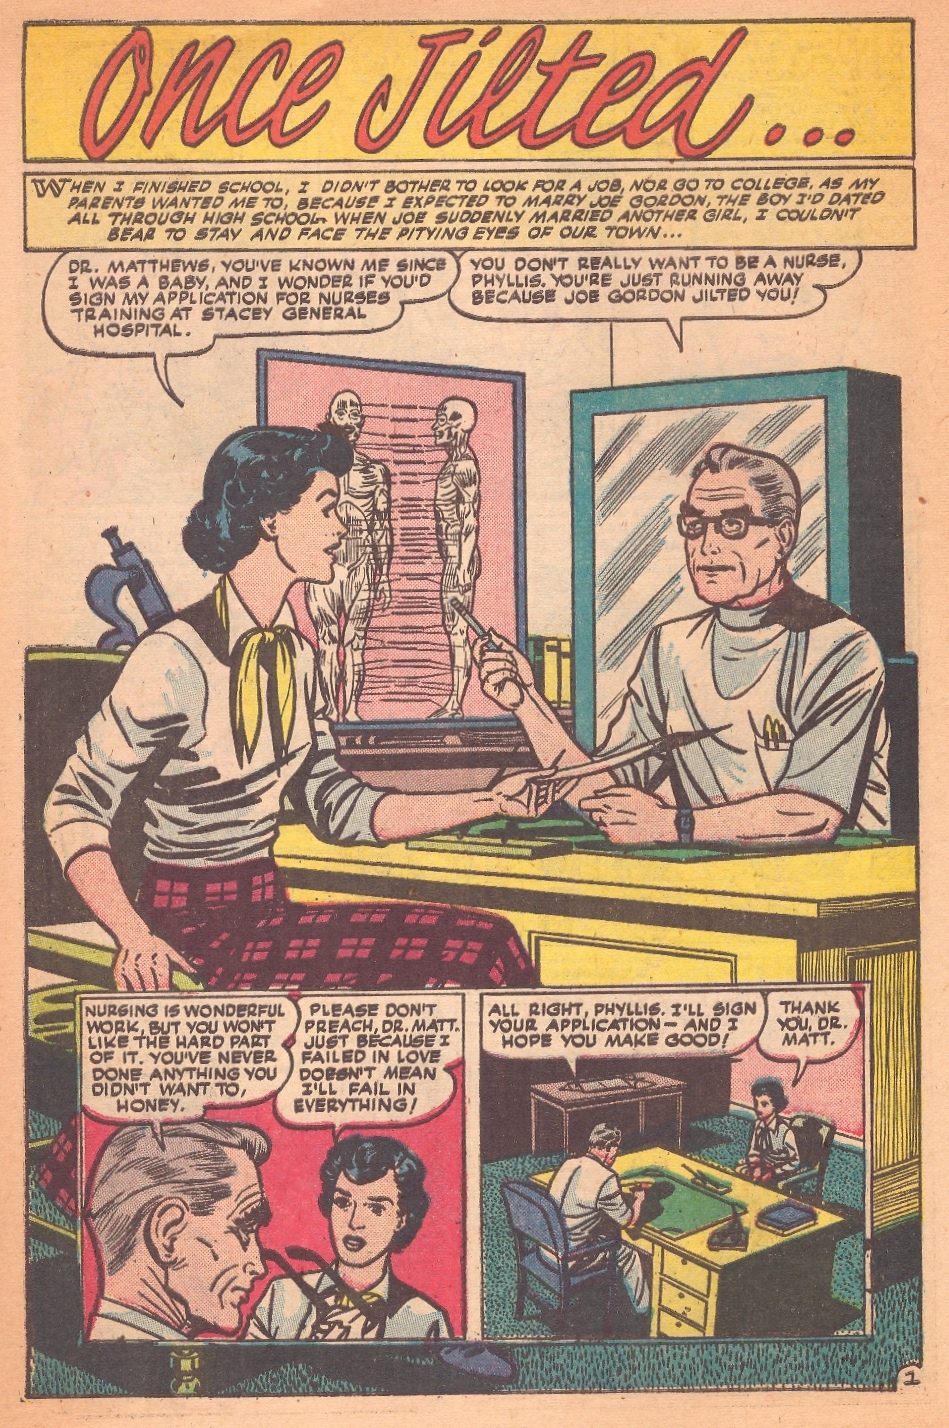 Once Jilted...
WHEN I FINISHED SCHOOL, I DIDN'T BOTHER TO LOOK FOR A JOB, NOR GO TO COLLEGE, AS MY
PARENTS WANTED ME TO, BECAUSE I EXPECTED TO MARRY JOE GORDON, THE BOY I'D DATED
ALL THROUGH HIGH SCHOOL. WHEN JOE SUDDENLY MARRIED ANOTHER GIRL, I COULDN'T
BEAR TO STAY AND FACE THE PITYING EYES OF OUR TOWN...
DR. MATTHEWS, YOU'VE KNOWN ME SINCE
I WAS A BABY, AND I WONDER IF YOU'D
SIGN MY APPLICATION FOR NURSES
TRAINING AT STACEY GENERAL
HOSPITAL.
YOU DON'T REALLY WANT TO BE A NURSE,
PHYLLIS. YOU'RE JUST RUNNING AWAY
BECAUSE JOE GORDON JILTED YOU!
NURSING IS WONDERFUL
WORK, BUT YOU WON'T
LIKE THE HARD PART
OF IT. YOU'VE NEVER
DONE ANYTHING YOU
DIDN'T WANT TO,
HONEY.
PLEASE DON'T
PREACH, DR. MATT.
JUST BECAUSE I
FAILED IN LOVE
DOESN'T MEAN
I'LL FAIL IN
EVERYTHING!
ALL RIGHT, PHYLLIS. I'LL SIGN
YOUR APPLICATION — AND I
HOPE YOU MAKE GOOD!
THANK
YOU, DR.
MATT.
1